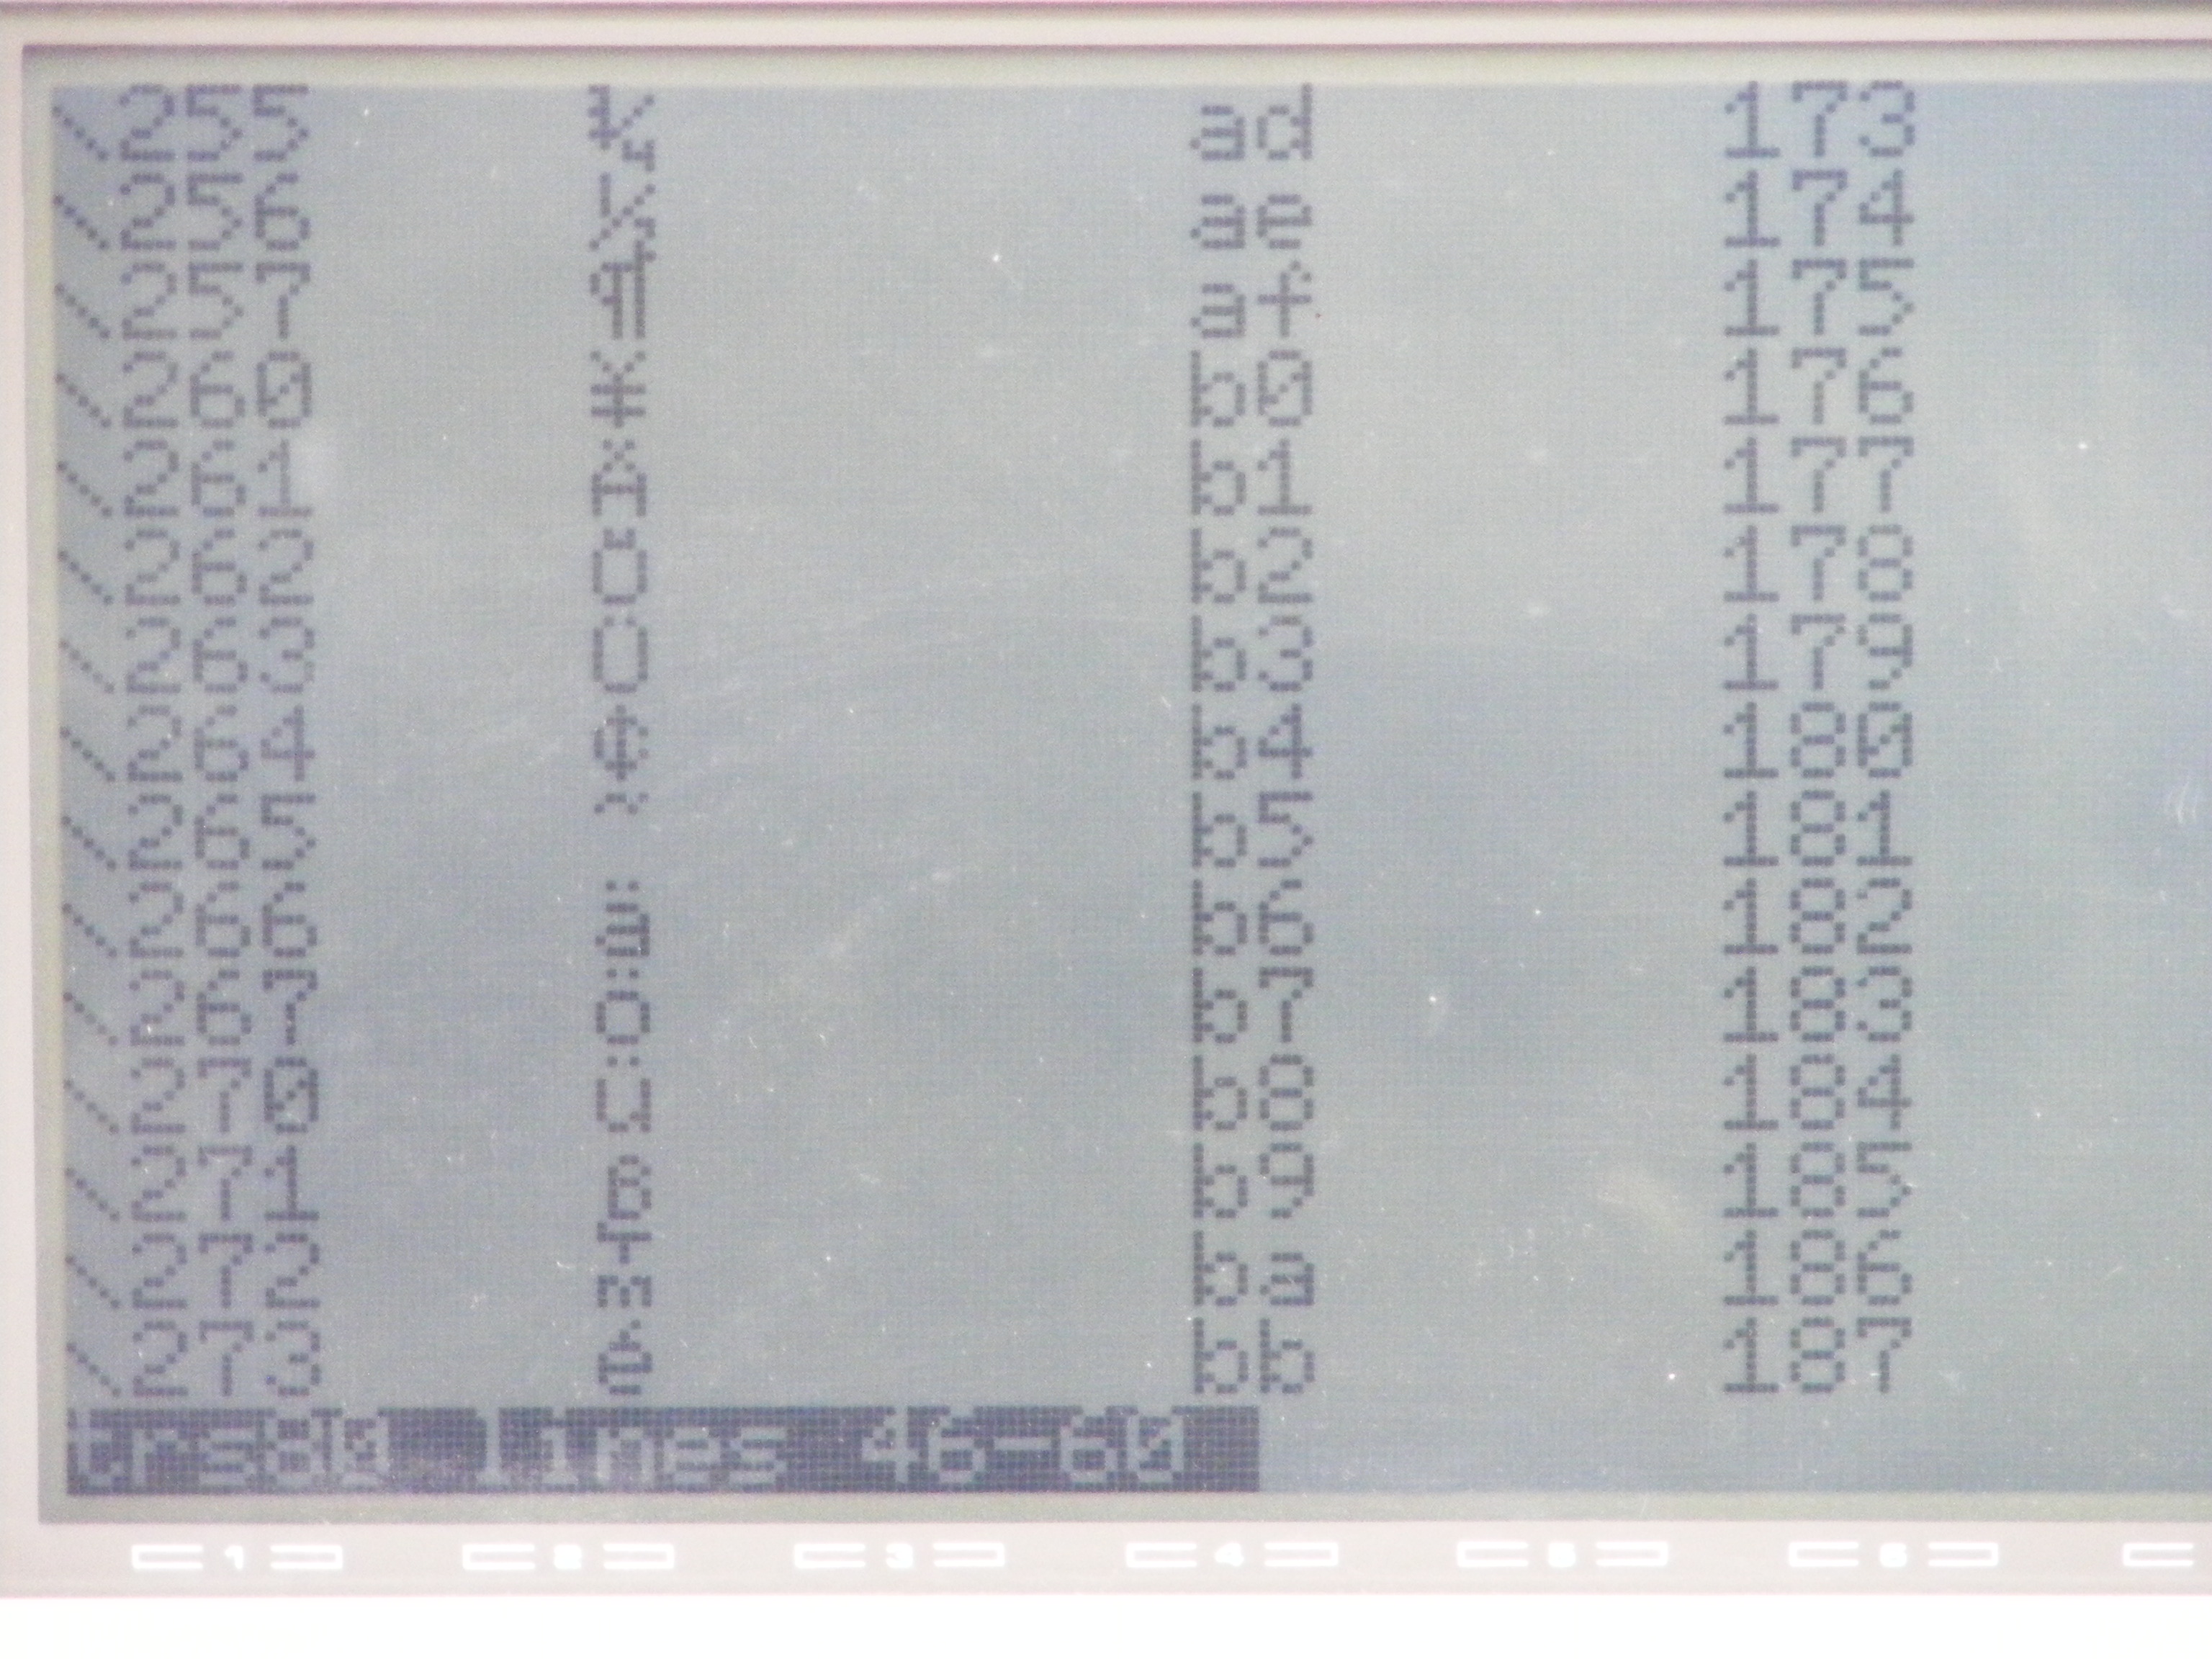 \255 ¾ ad 173
\256 ½ ae 174
\257 ¶ af 175
\260 ¥ b0 176
\261 Ä b1 177
\262 Ö b2 178
\263 Ü b3 179
\264 ¢ b4 180
\265 ~ b5 181
\266 ä b6 182
\267 ö b7 183
\270 ü b8 184
\271 ß b9 185
\272 ™ ba 186
\273 é bb 187
trs80 lines 46-60
1 2 3 4 5 6